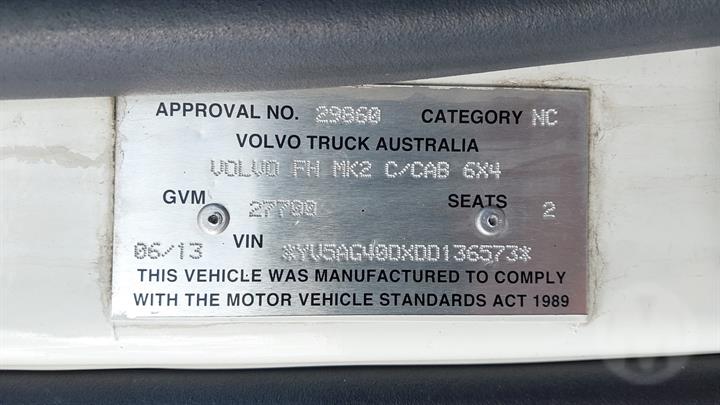 APPROVAL NO. 29860 CATEGORY NC
VOLVO TRUCK AUSTRALIA
VOLVO FH MK2 C/CAB 6X4
GVM 27700 SEATS 2
06/13 VIN *YV5AGW0DXDD136573*
THIS VEHICLE WAS MANUFACTURED TO COMPLY
WITH THE MOTOR VEHICLE STANDARDS ACT 1989